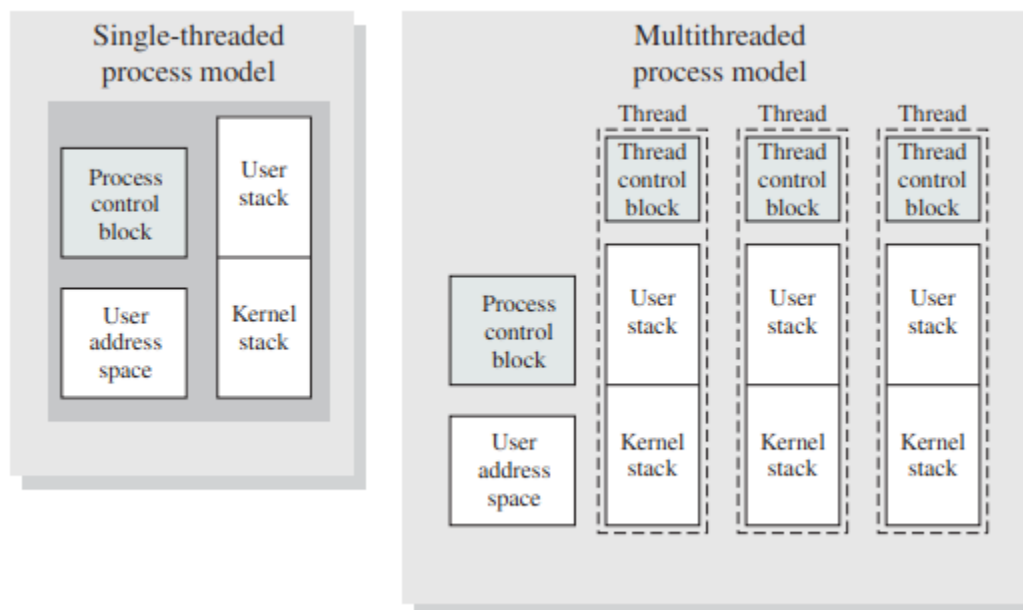 Single-threaded
process model
Process
control
block
User
stack
User
address
space
Kernel
stack
Multithreaded
process model
Thread
Thread
Thread
Thread
control
block
Thread
control
block
Thread
control
block
Process
control
block
User
stack
User
stack
User
stack
User
address
space
Kernel
stack
Kernel
stack
Kernel
stack